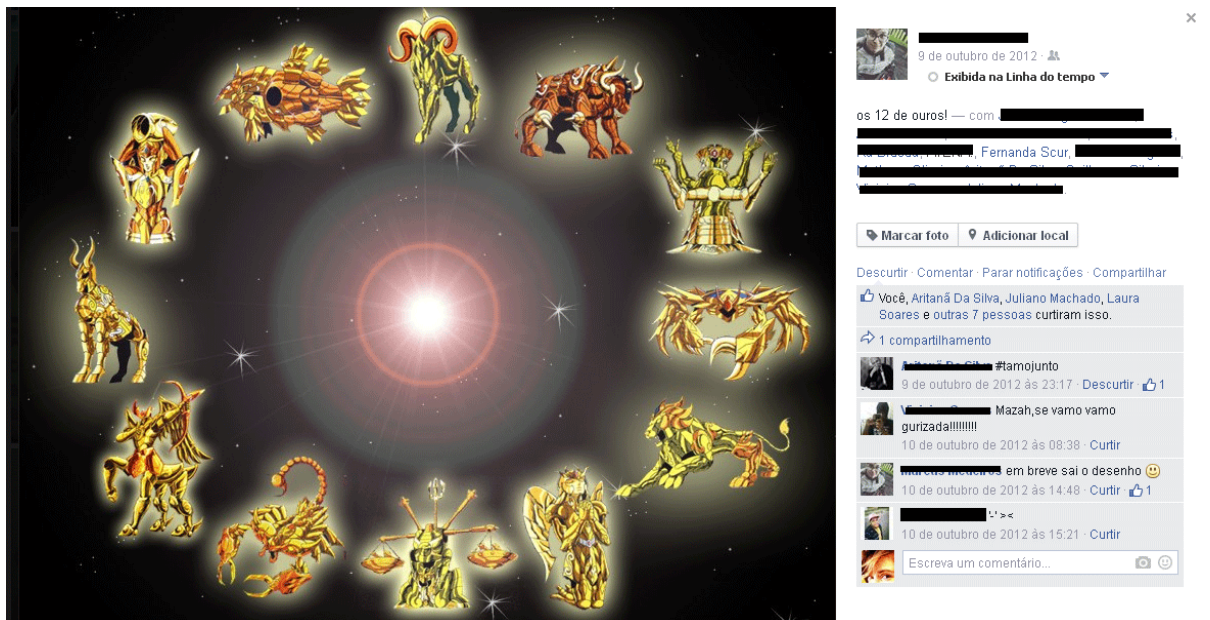 9 de outubro de 2012 ·
Exibida na Linha do tempo
os 12 de ouros! — com
, Fernanda Scur,
Marcar foto
Adicionar local
Descurtir · Comentar · Parar notificações · Compartilhar
Você, Aritanã Da Silva, Juliano Machado, Laura
Soares e outras 7 pessoas curtiram isso.
1 compartilhamento
#tamojunto
9 de outubro de 2012 às 23:17 · Descurtir · 1
Mazah,se vamo vamo
gurizada!!!!!!!!!
10 de outubro de 2012 às 08:38 · Curtir
em breve sai o desenho
10 de outubro de 2012 às 14:48 · Curtir · 1
'-' > <
10 de outubro de 2012 às 15:21 · Curtir
Escreva um comentário...